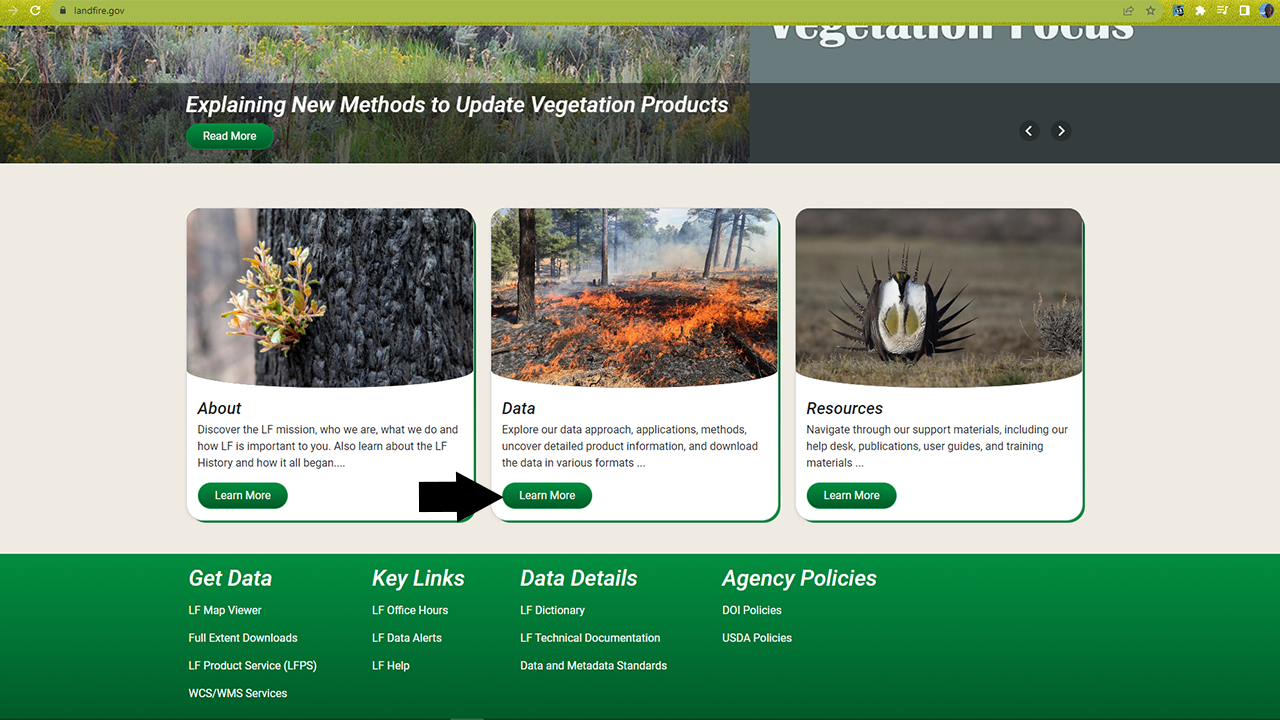 landfire.gov
Vegetation Focus
Explaining New Methods to Update Vegetation Products
Read More
About
Discover the LF mission, who we are, what we do and
how LF is important to you. Also learn about the LF
History and how it all began....
Learn More
Data
Explore our data approach, applications, methods,
uncover detailed product information, and download
the data in various formats ...
Learn More
Resources
Navigate through our support materials, including our
help desk, publications, user guides, and training
materials ...
Learn More
Get Data
LF Map Viewer
Full Extent Downloads
LF Product Service (LFPS)
WCS/WMS Services
Key Links
LF Office Hours
LF Data Alerts
LF Help
Data Details
LF Dictionary
LF Technical Documentation
Data and Metadata Standards
Agency Policies
DOI Policies
USDA Policies